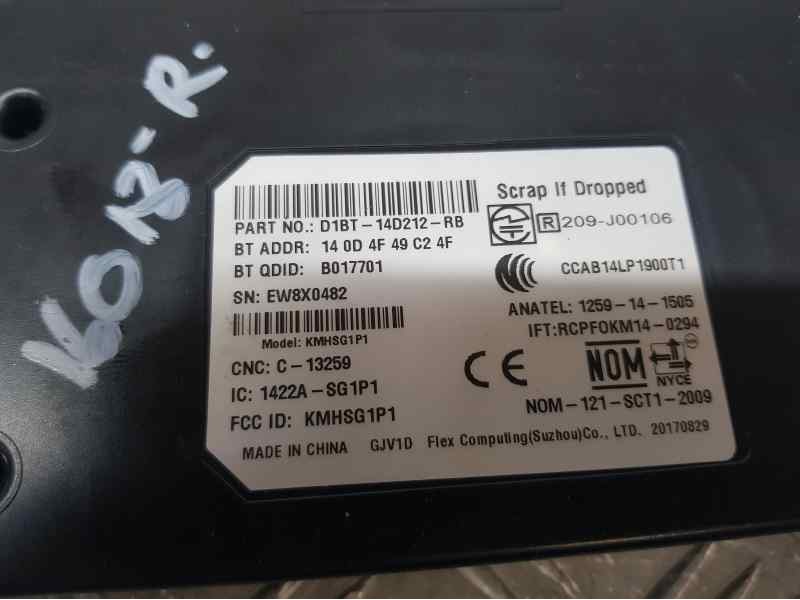 KOR-R.
Scrap If Dropped
PART NO.: D1BT-14D212-RB
R 209-J00106
BT ADDR: 14 0D 4F 49 C2 4F
BT QDID: B017701
CCAB14LP1900T1
SN: EW8X0482
ANATEL: 1259-14-1505
Model: KMHSG1P1
IFT:RCPFOKM14-0294
CNC: C-13259
CE
NOM
NYCE
IC: 1422A-SG1P1
NOM-121-SCT1-2009
FCC ID: KMHSG1P1
MADE IN CHINA GJV1D Flex Computing(Suzhou)Co., LTD. 20170829